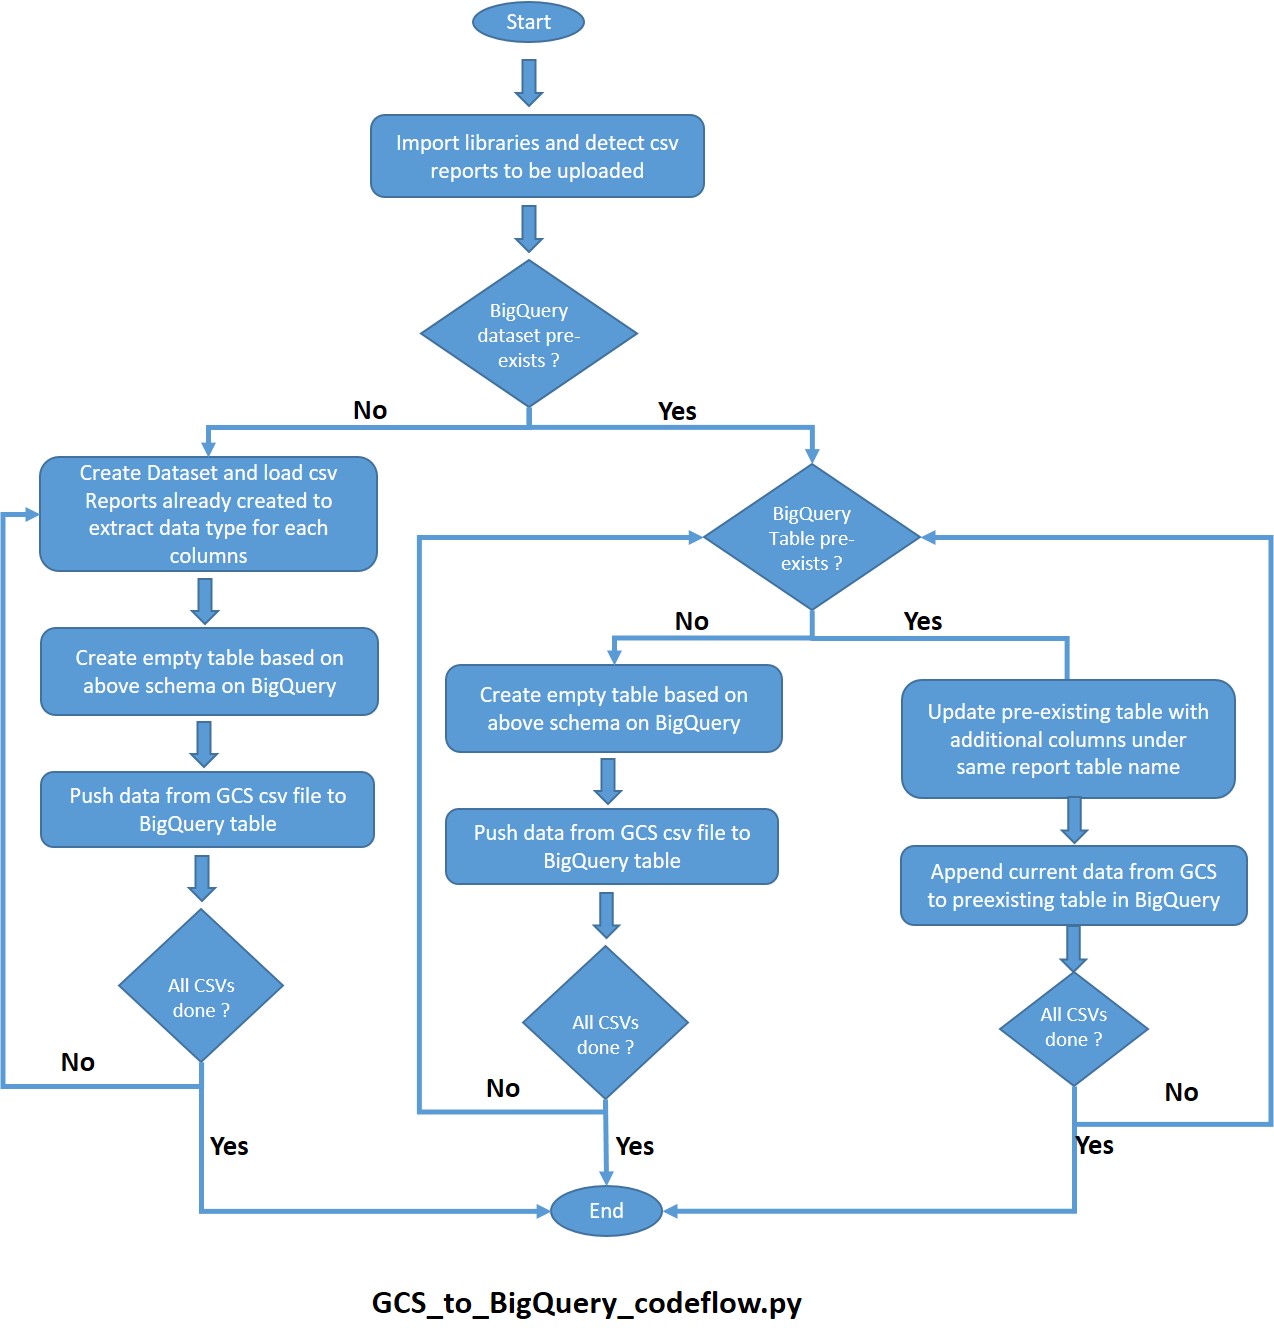 Start
Import libraries and detect csv
reports to be uploaded
BigQuery
dataset pre-
exists ?
No
Yes
Create Dataset and load csv
Reports already created to
extract data type for each
columns
Create empty table based on
above schema on BigQuery
Push data from GCS csv file to
BigQuery table
All CSVs
done ?
No
Yes
BigQuery
Table pre-
exists ?
No
Yes
Create empty table based on
above schema on BigQuery
Push data from GCS csv file to
BigQuery table
All CSVs
done ?
No
Yes
Update pre-existing table with
additional columns under
same report table name
Append current data from GCS
to preexisting table in BigQuery
All CSVs
done ?
No
Yes
End
GCS_to_BigQuery_codeflow.py